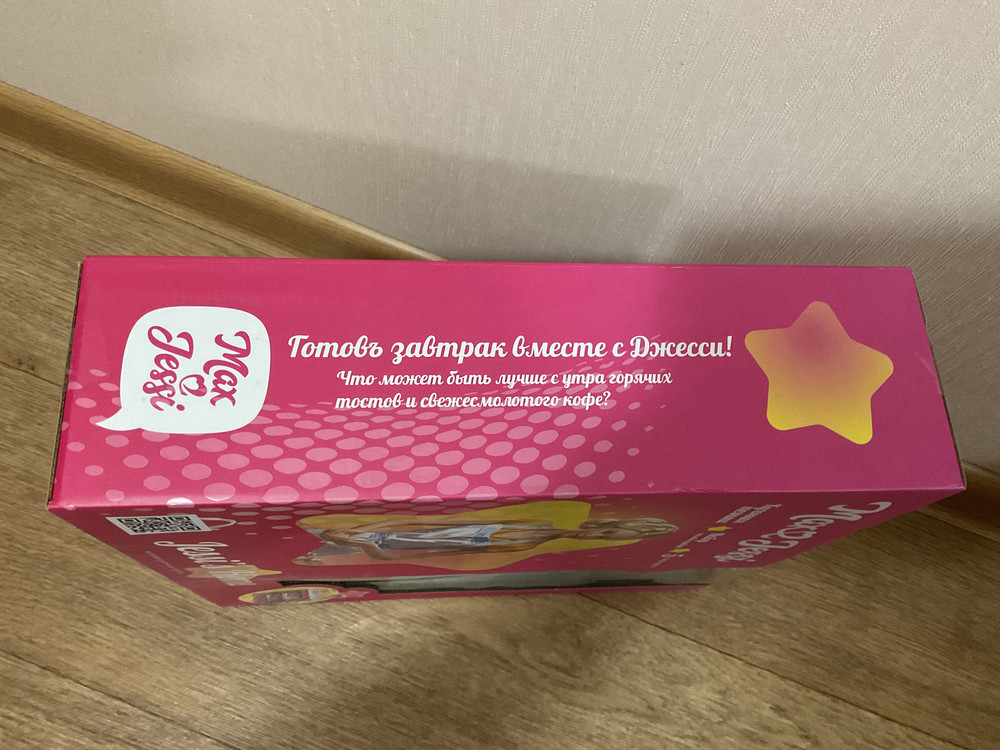 Max
Jessi
Готовь завтрак вместе с Джесси!
Что может быть лучше с утра горячих
тостов и свежесмолотого кофе?